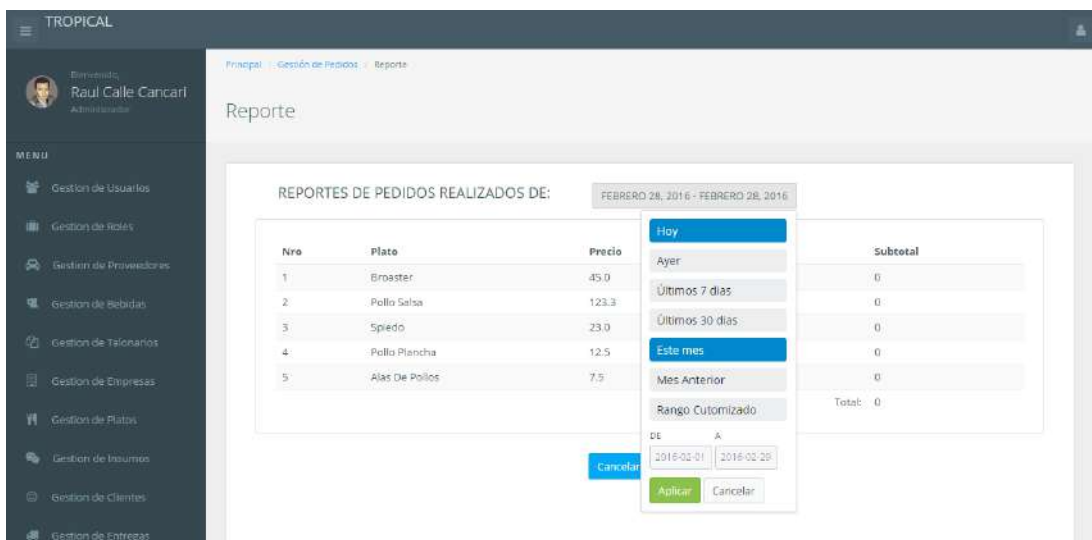 TROPICAL
Bienvenido,
Raul Calle Cancari
Administrador
MENU
Gestion de Usuarios
Gestion de Roles
Gestion de Proveedores
Gestion de Bebidas
Gestion de Talonarios
Gestion de Empresas
Gestion de Platos
Gestion de Insumos
Gestion de Clientes
Gestion de Entregas
Principal / Gestión de Pedidos / Reporte
Reporte
REPORTES DE PEDIDOS REALIZADOS DE: FEBRERO 28, 2016 - FEBRERO 28, 2016
Nro Plato Precio Subtotal
1 Broaster 45.0 0
2 Pollo Salsa 123.3 0
3 Spiedo 23.0 0
4 Pollo Plancha 12.5 0
5 Alas De Pollos 7.5 0
Total: 0
Hoy
Ayer
Últimos 7 dias
Últimos 30 dias
Este mes
Mes Anterior
Rango Cutomizado
DE A
2016-02-01 2016-02-29
Aplicar Cancelar
Cancelar